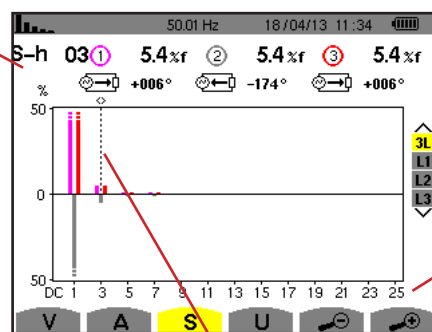 50.01 Hz 18/04/13 11:34
S-h 03 1 5.4 %f 2 5.4 %f 3 5.4 %f
+006° -174° +006°
%
50
3L
L1
L2
L3
0
50
DC 1 3 5 7 9 11 13 15 17 19 21 23 25
V A S U